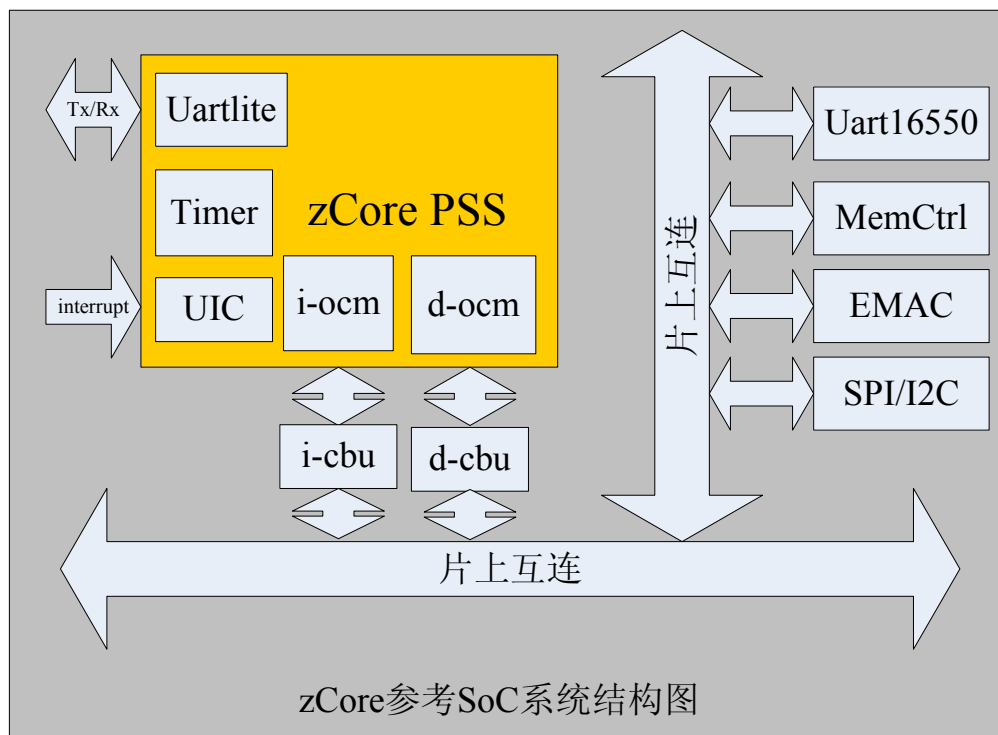 Tx/Rx
Uartlite
Timer
zCore PSS
interrupt
UIC
i-ocm
d-ocm
i-cbu
d-cbu
片上互连
Uart16550
MemCtrl
EMAC
SPI/I2C
片上互连
zCore参考SoC系统结构图